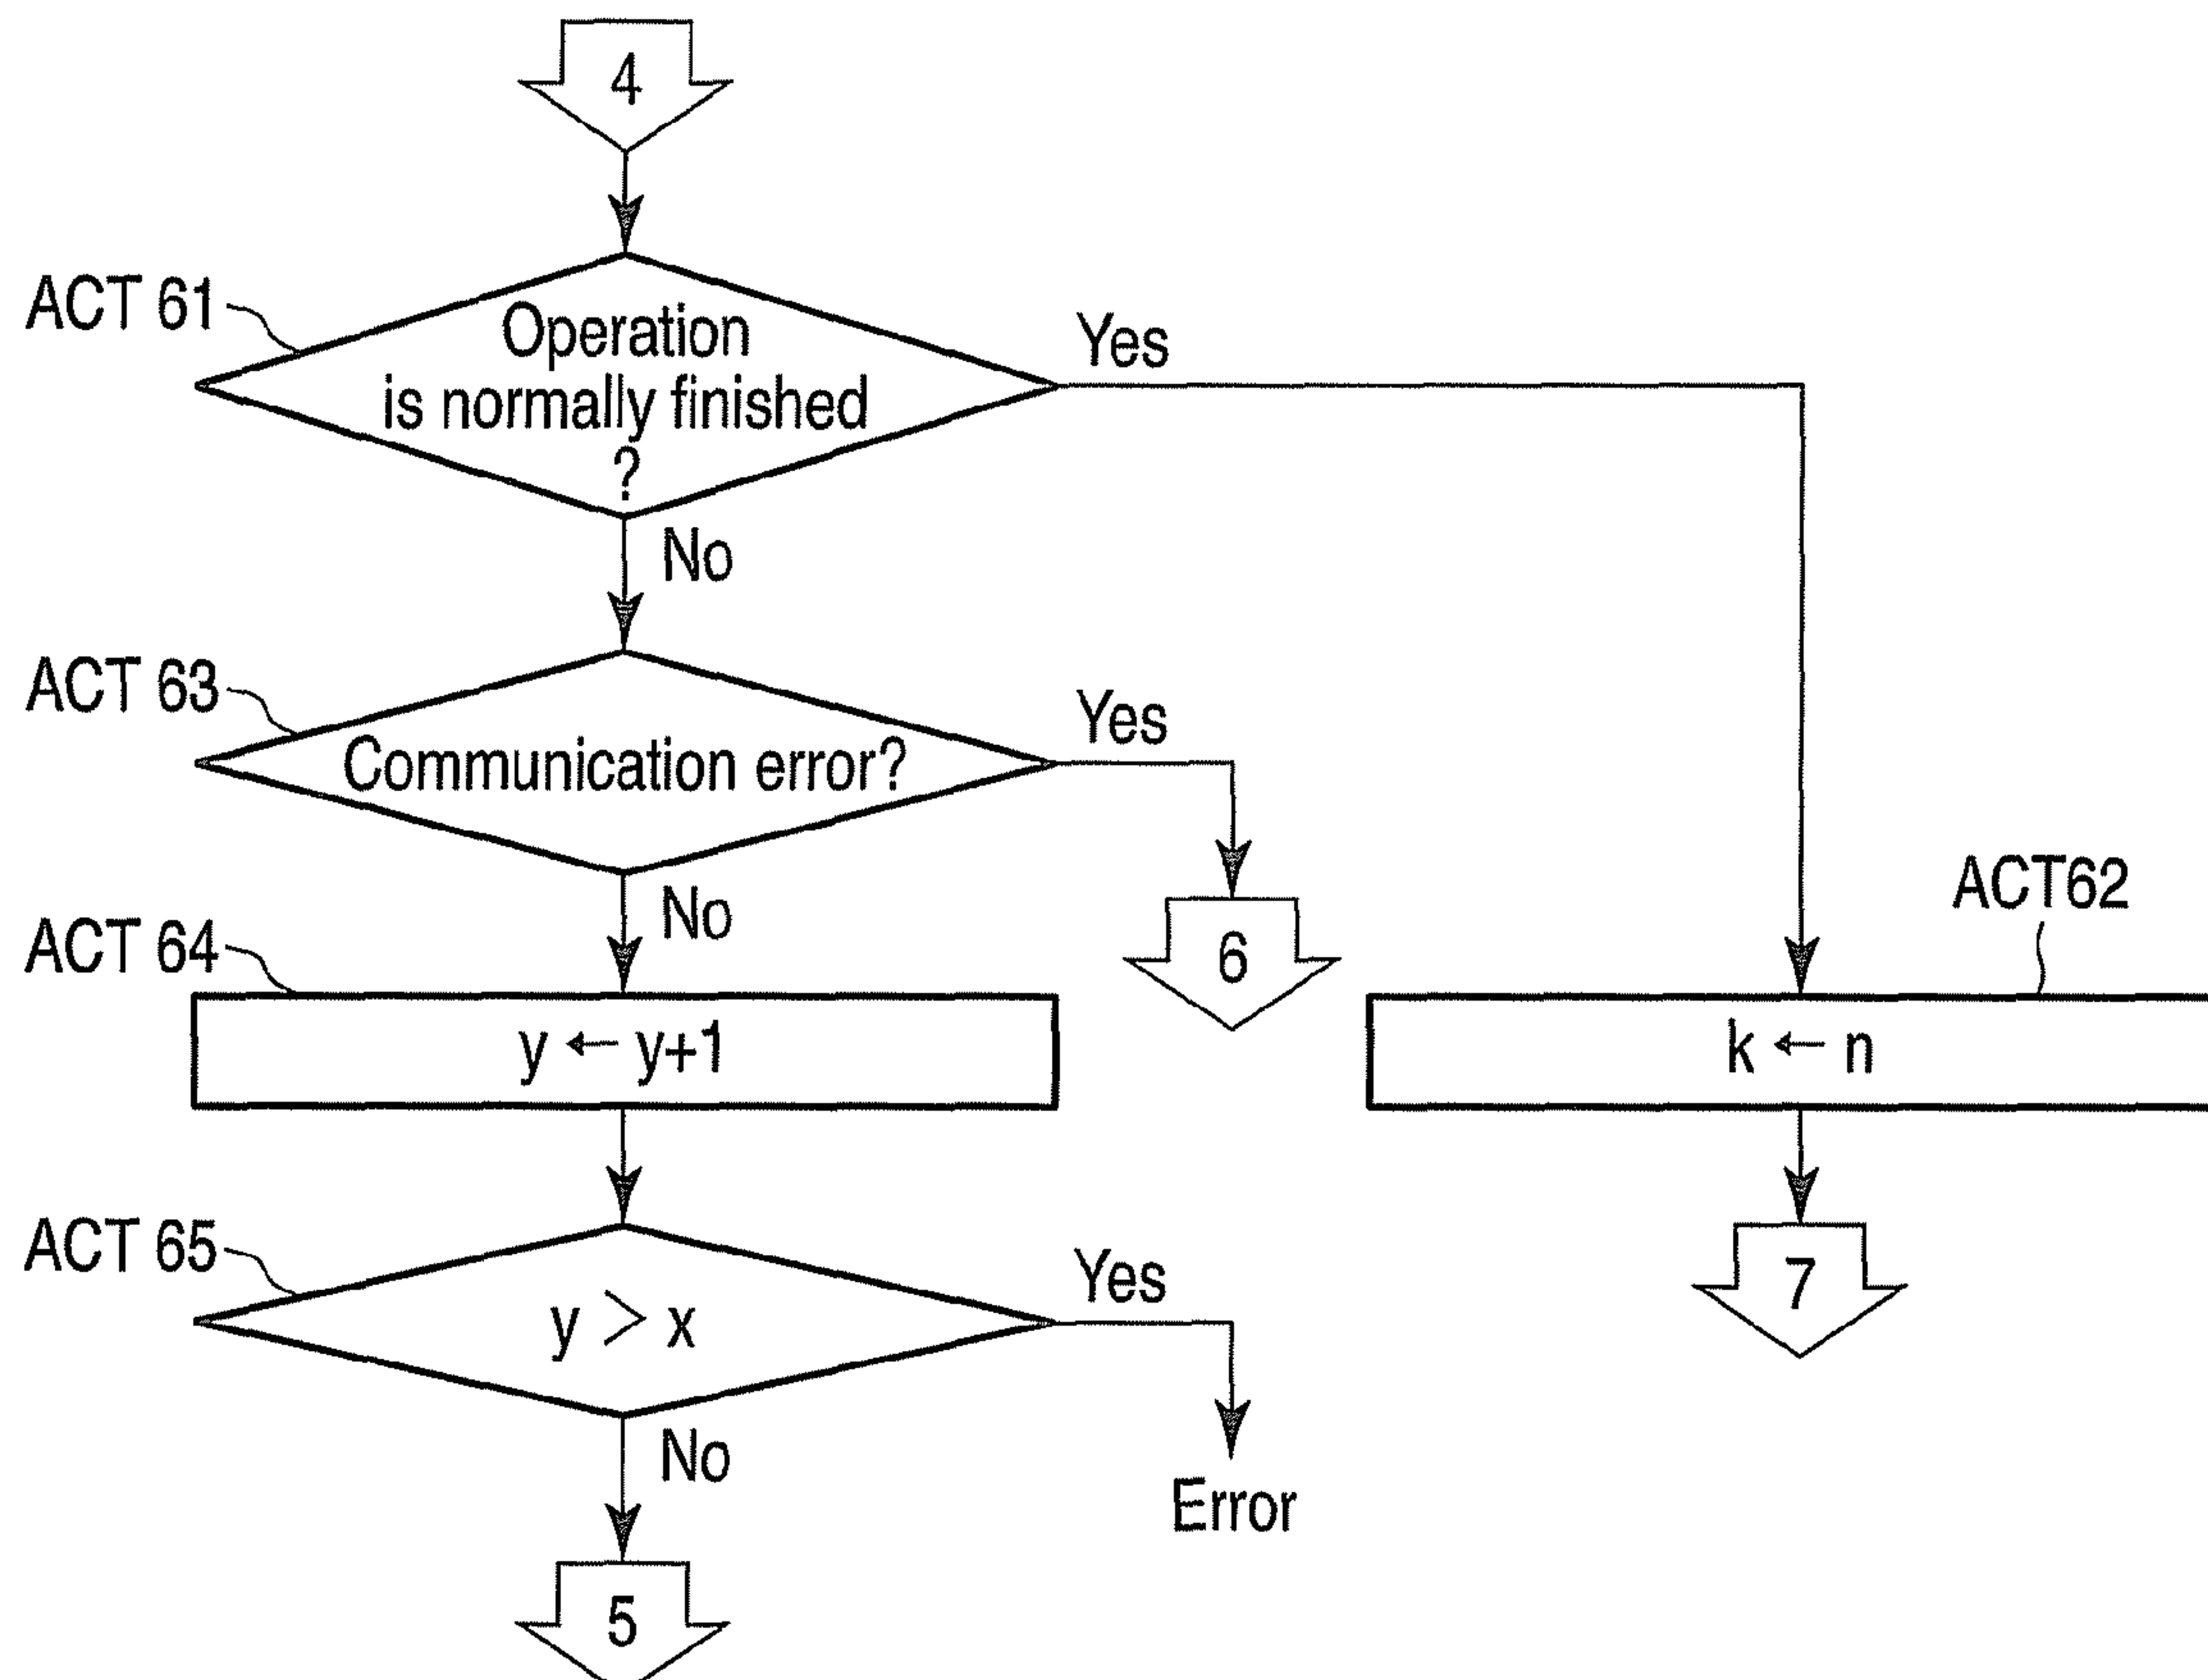 4
ACT 61
Operation
is normally finished
?
Yes
No
ACT 63
Communication error?
Yes
No
6
ACT62
k ← n
7
ACT 64
y ← y+1
ACT 65
y > x
Yes
Error
No
5